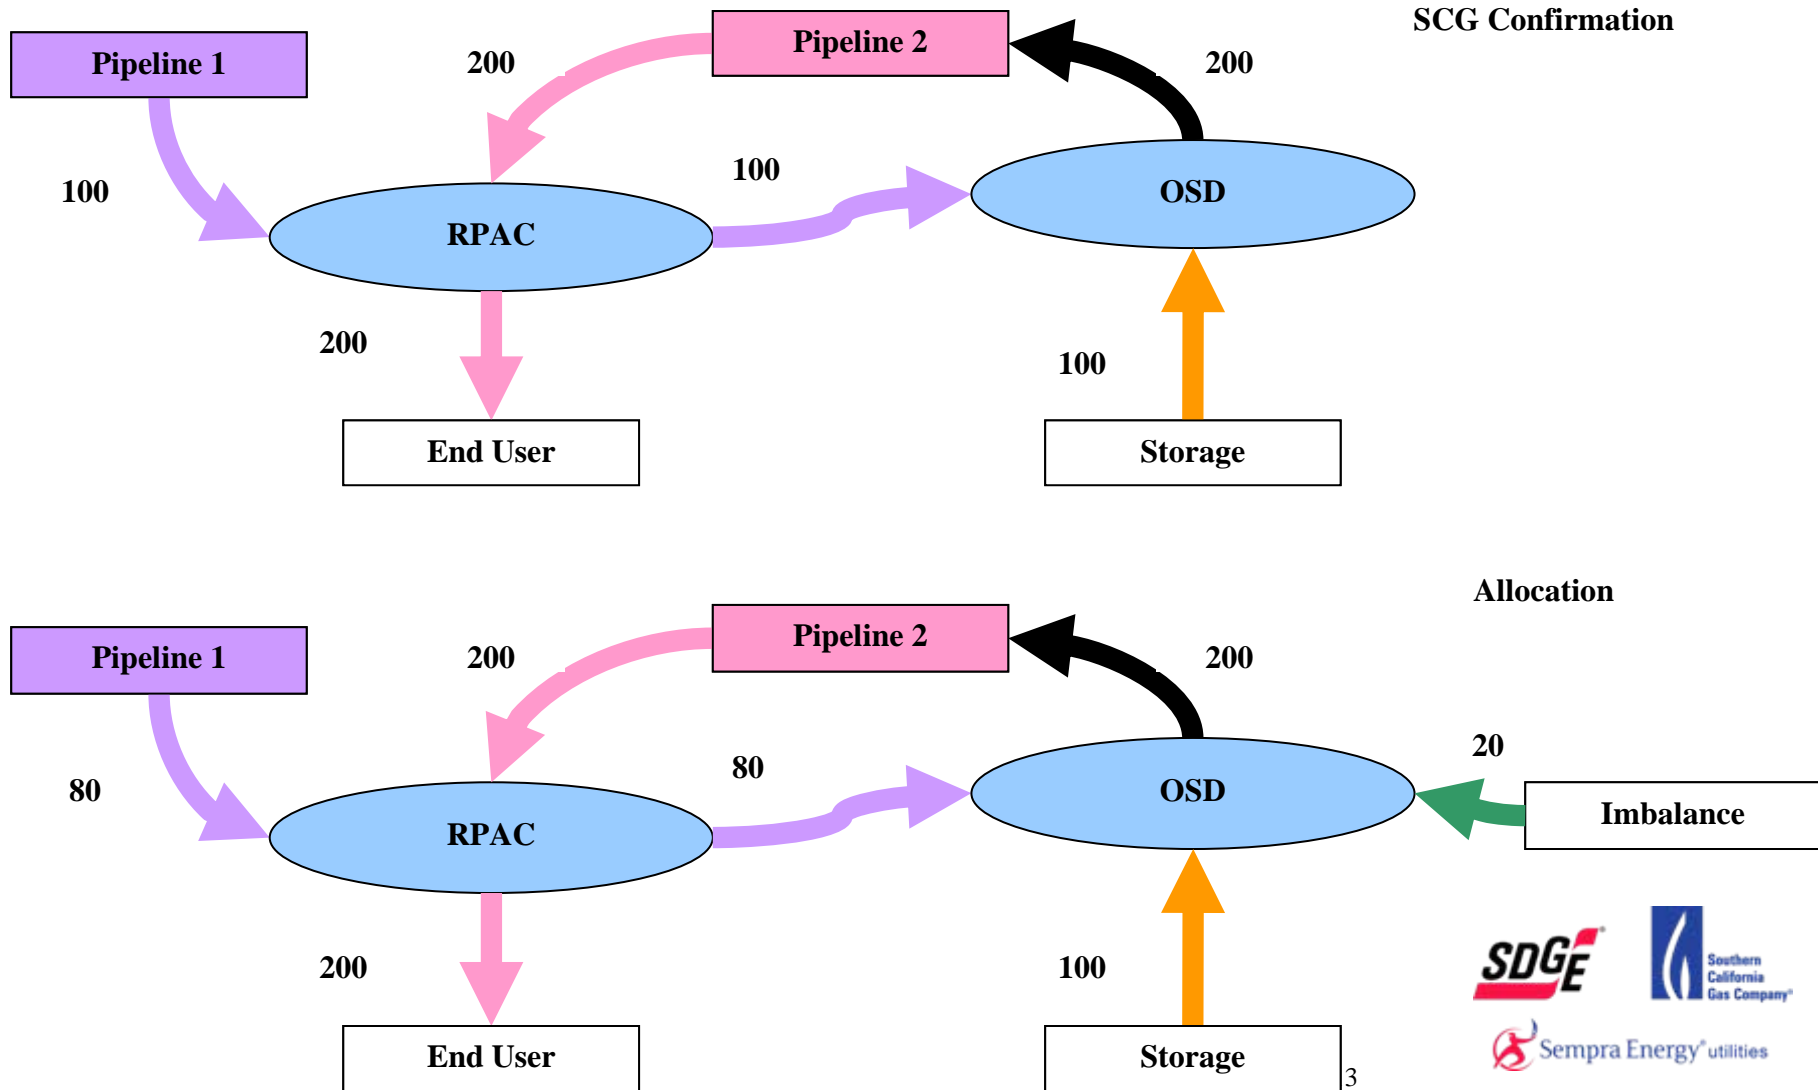 SCG Confirmation
Pipeline 1
Pipeline 2
200
200
100
100
RPAC
OSD
200
100
End User
Storage
Allocation
Pipeline 1
Pipeline 2
200
200
80
80
20
RPAC
OSD
Imbalance
200
100
End User
Storage
3
SDGE®
Southern
California
Gas Company®
Sempra Energy® utilities